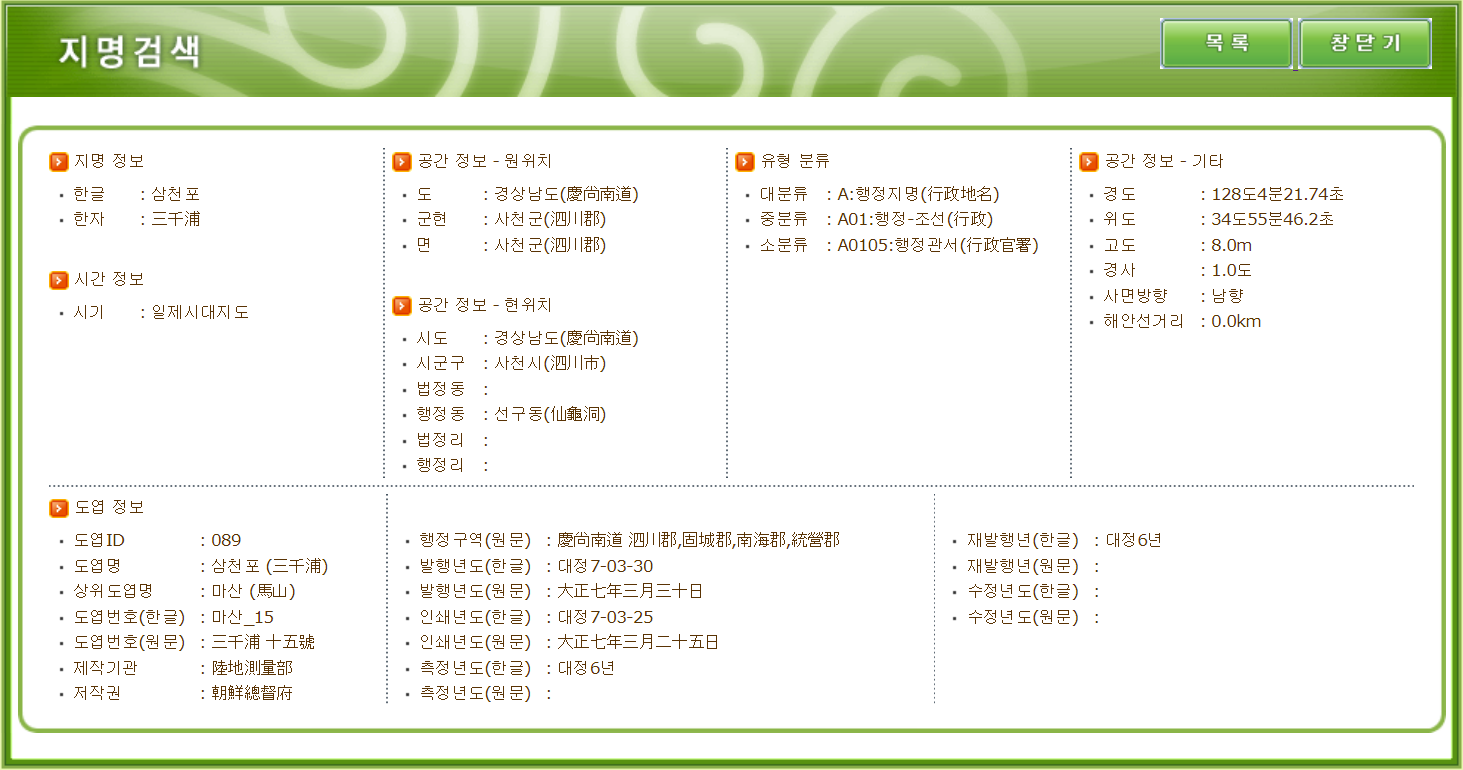 지명검색
목 록
창 닫 기
지명 정보
한글 : 삼천포
한자 : 三千浦
시간 정보
시기 : 일제시대지도
공간 정보 - 원위치
도 : 경상남도(慶尙南道)
군현 : 사천군(泗川郡)
면 : 사천군(泗川郡)
공간 정보 - 현위치
시도 : 경상남도(慶尙南道)
시군구 : 사천시(泗川市)
법정동 :
행정동 : 선구동(仙龜洞)
법정리 :
행정리 :
유형 분류
대분류 : A:행정지명(行政地名)
중분류 : A01:행정-조선(行政)
소분류 : A0105:행정관서(行政官署)
공간 정보 - 기타
경도 : 128도4분21.74초
위도 : 34도55분46.2초
고도 : 8.0m
경사 : 1.0도
사면방향 : 남향
해안선거리 : 0.0km
도엽 정보
도엽ID : 089
도엽명 : 삼천포 (三千浦)
상위도엽명 : 마산 (馬山)
도엽번호(한글) : 마산_15
도엽번호(원문) : 三千浦 十五號
제작기관 : 陸地測量部
저작권 : 朝鮮總督府
행정구역(원문) : 慶尙南道 泗川郡,固城郡,南海郡,統營郡
발행년도(한글) : 대정7-03-30
발행년도(원문) : 大正七年三月三十日
인쇄년도(한글) : 대정7-03-25
인쇄년도(원문) : 大正七年三月二十五日
측정년도(한글) : 대정6년
측정년도(원문) :
재발행년(한글) : 대정6년
재발행년(원문) :
수정년도(한글) :
수정년도(원문) :